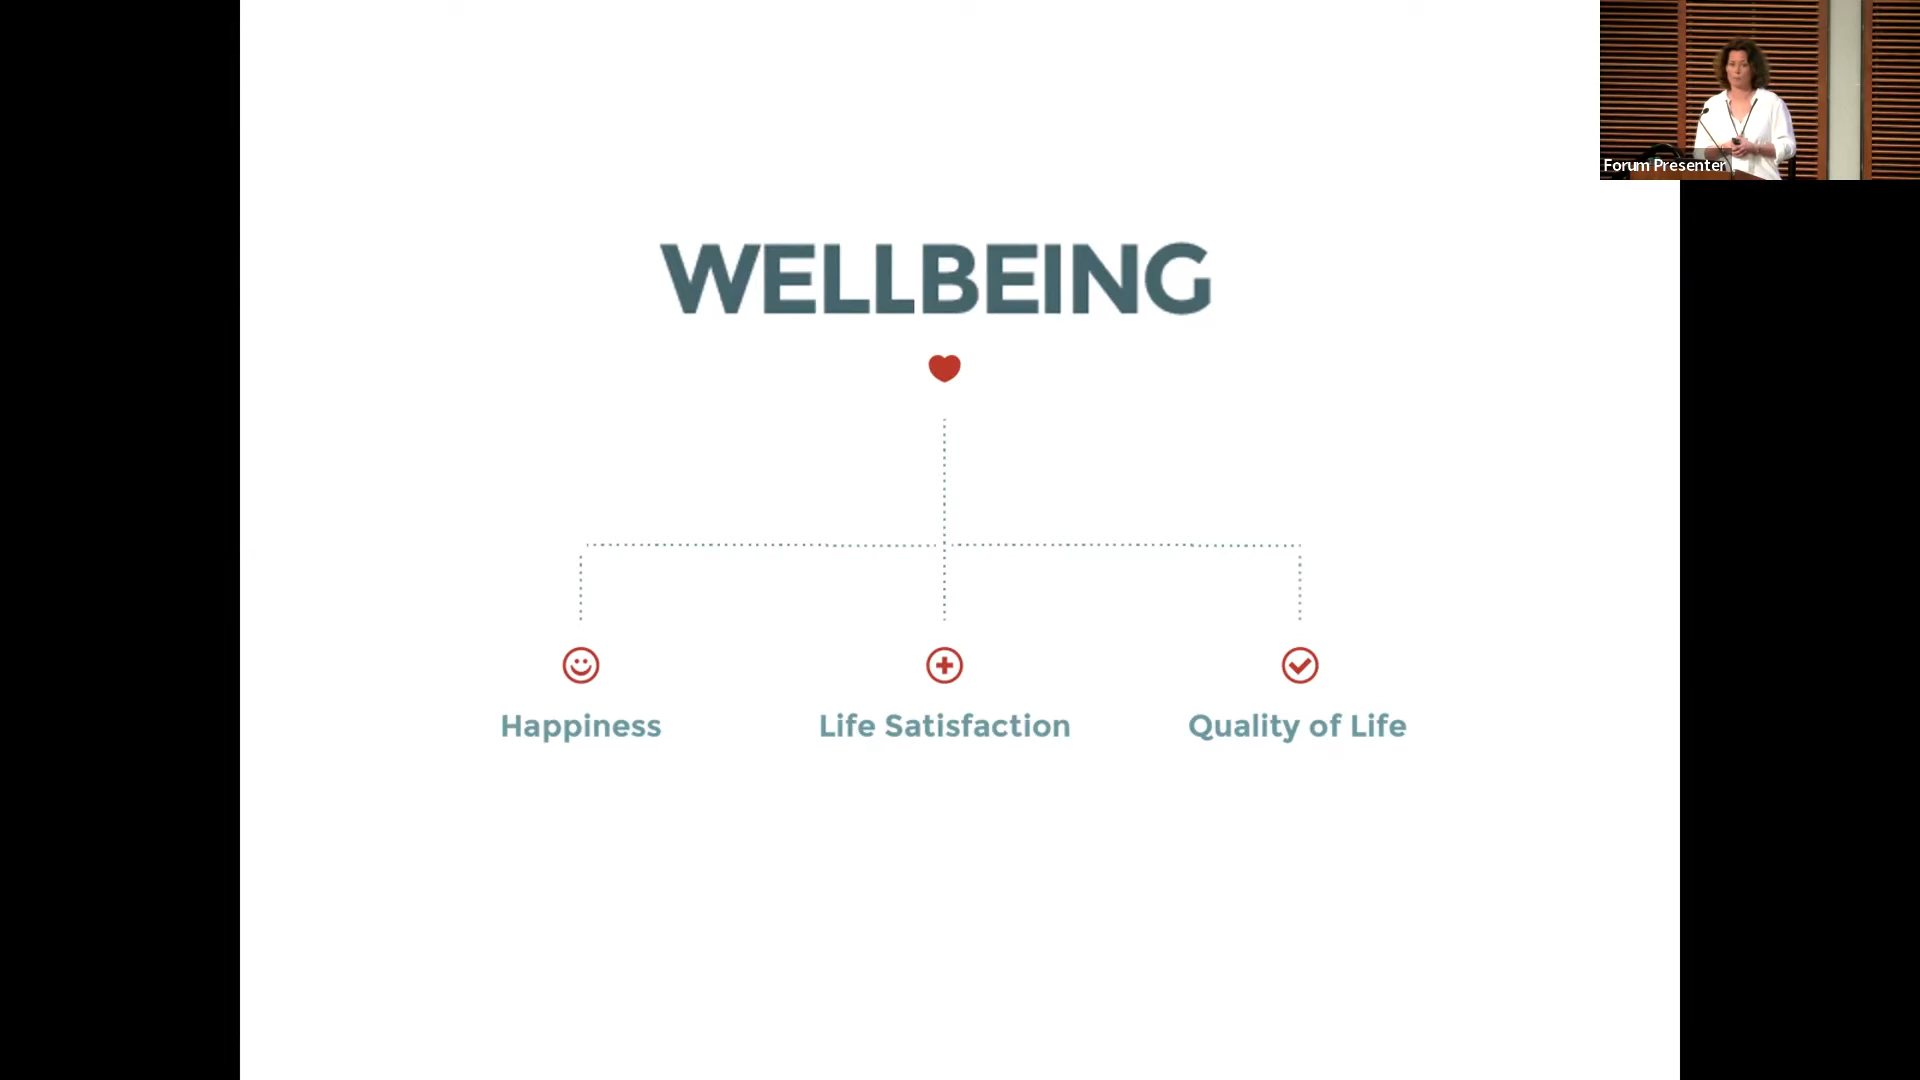 Forum Presenter
WELLBEING
Happiness
Life Satisfaction
Quality of Life